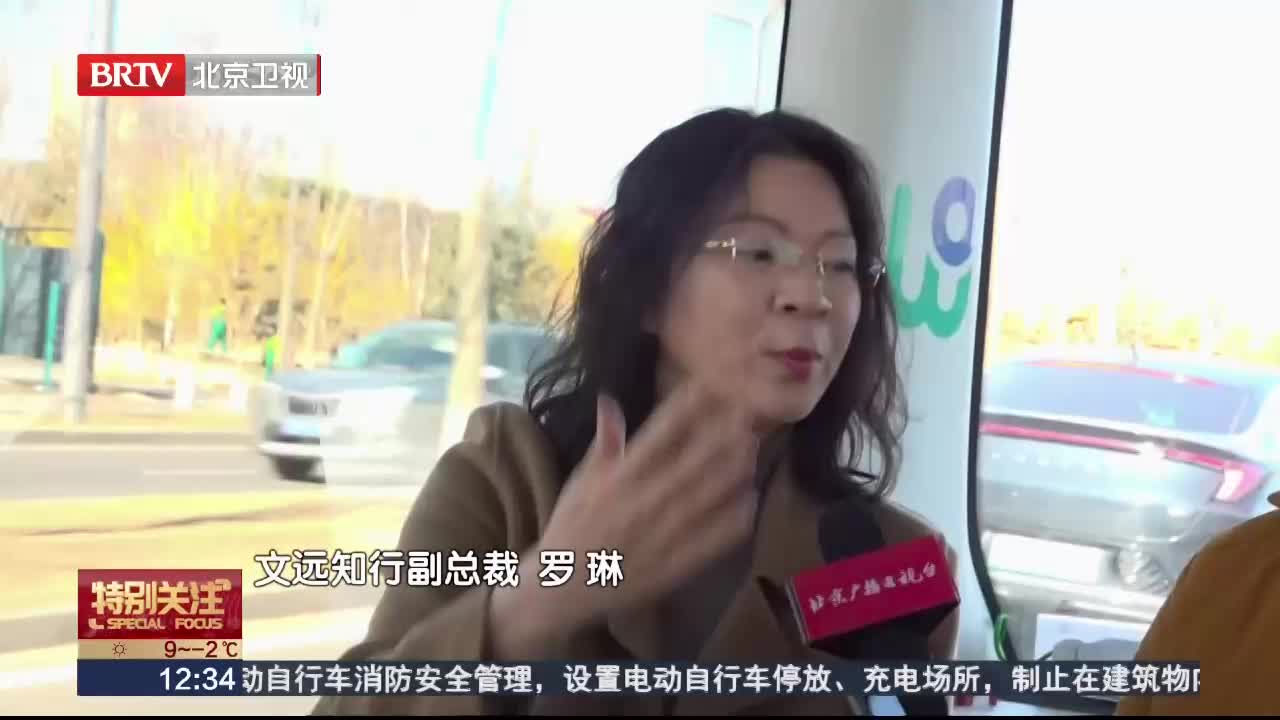 BRTV 北京卫视
文远知行副总裁 罗琳
北京广播电视台
特别关注
SPECIAL FOCUS
9~-2℃
12:34
动自行车消防安全管理，设置电动自行车停放、充电场所，制止在建筑物内